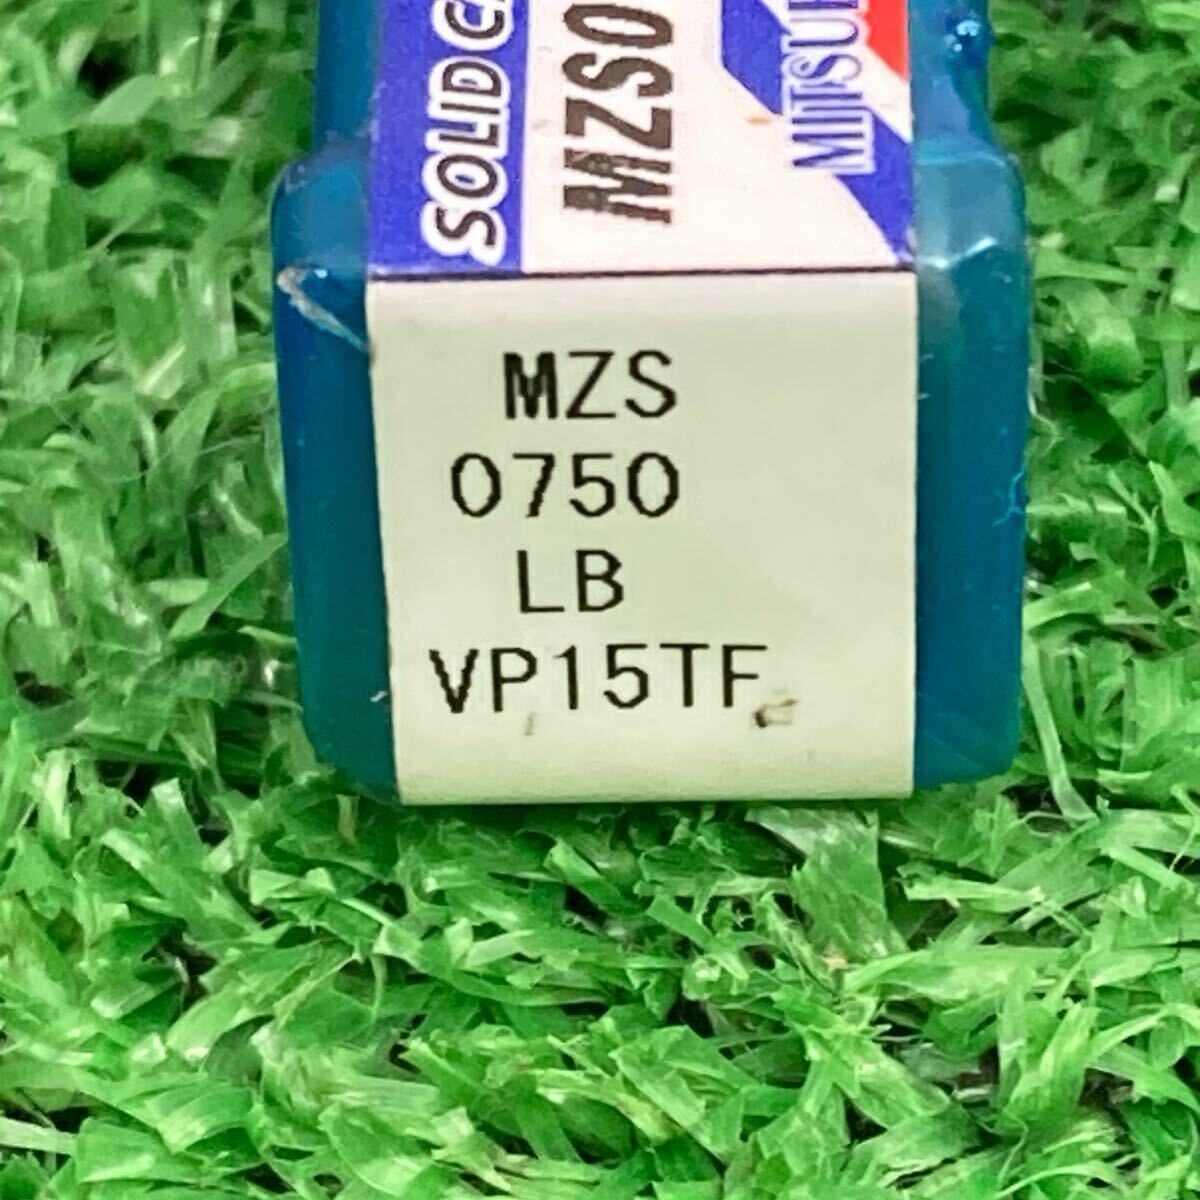 SOLID
MZS0
MZS
0750
LB
VP15TF